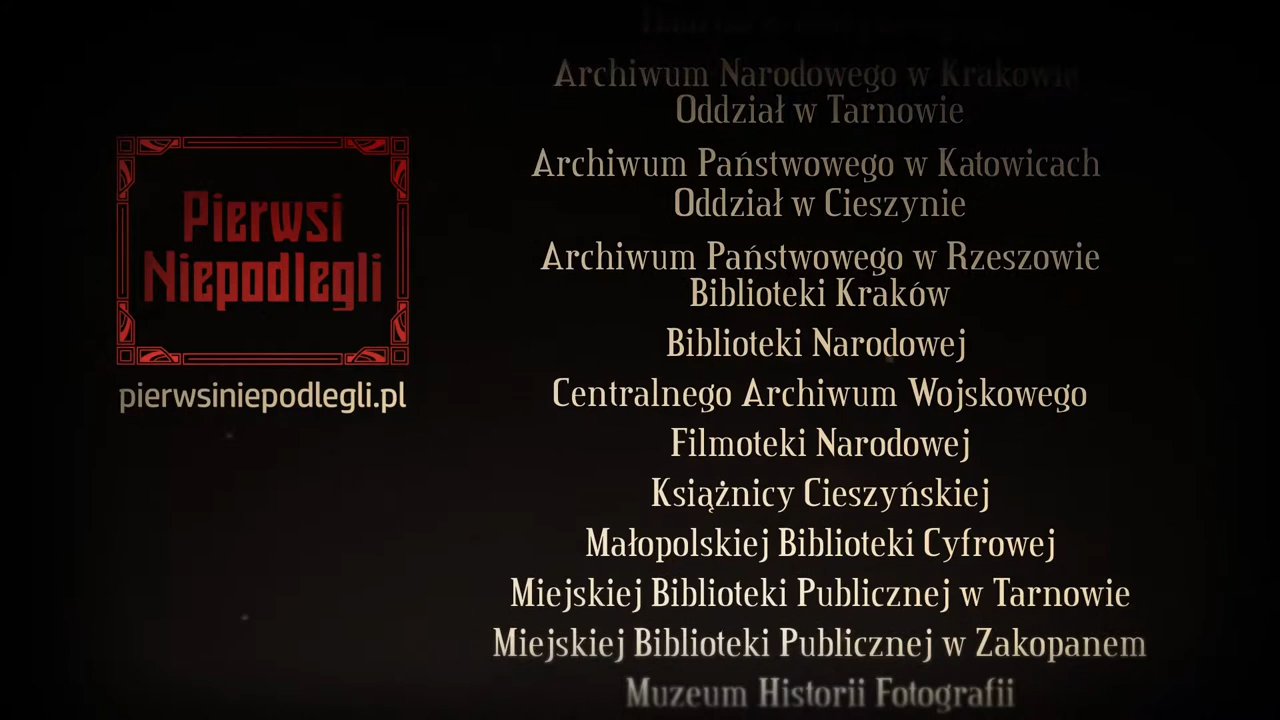 Pierwsi
Niepodlegli
pierwsiniepodlegli.pl
Archiwum Narodowego w Krakowie
Oddział w Tarnowie
Archiwum Państwowego w Katowicach
Oddział w Cieszynie
Archiwum Państwowego w Rzeszowie
Biblioteki Kraków
Biblioteki Narodowej
Centralnego Archiwum Wojskowego
Filmoteki Narodowej
Książnicy Cieszyńskiej
Małopolskiej Biblioteki Cyfrowej
Miejskiej Biblioteki Publicznej w Tarnowie
Miejskiej Biblioteki Publicznej w Zakopanem
Muzeum Historii Fotografii